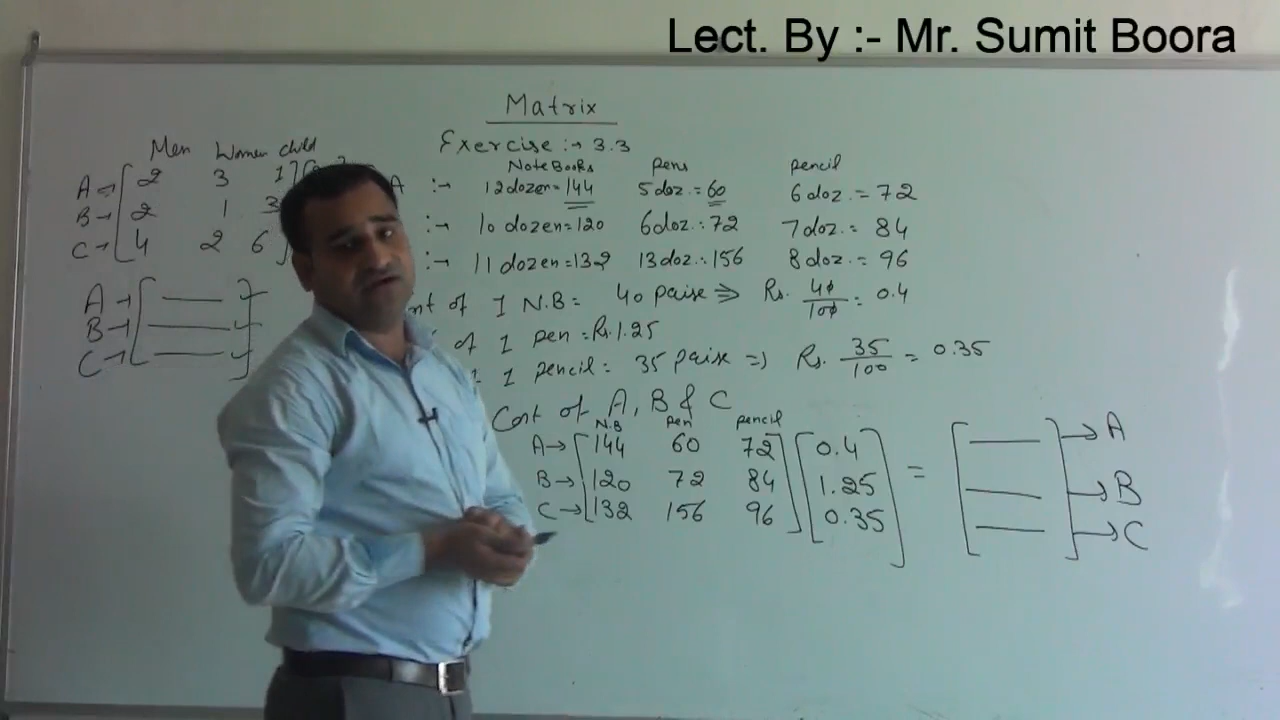 Lect. By :- Mr. Sumit Boora
Matrix
Exercise :→ 3.3
Men Women child
A → 2 3 1
B → 2 1 3
C → 4 2 6
A →
B →
C →
NoteBooks pens pencil
A :→ 12 dozen = 144 5 doz. = 60 6 doz. = 72
:→ 10 dozen = 120 6 doz. = 72 7 doz. = 84
:→ 11 dozen = 132 13 doz. = 156 8 doz. = 96
of 1 N.B = 40 paise ⇒ Rs. 40/100 = 0.4
of 1 pen = Rs. 1.25
1 pencil = 35 paise ⇒ Rs. 35/100 = 0.35
Cost of A, B & C
N.B pen pencil
A → [144 60 72] [0.4] = [ ] → A
B → [120 72 84] [1.25] [ ] → B
C → [132 156 96] [0.35] [ ] → C